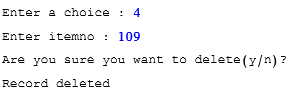 Enter a choice : 4
Enter itemno : 109
Are you sure you want to delete(y/n)?
Record deleted